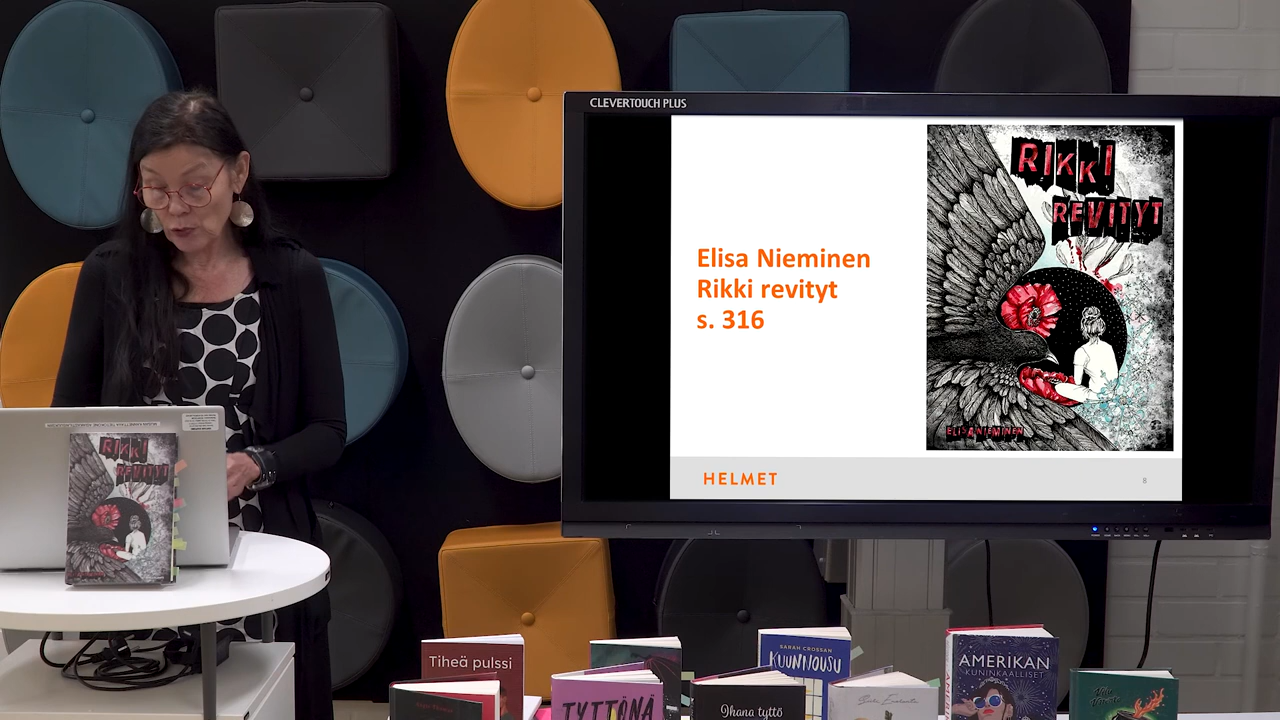 CLEVERTOUCH PLUS
RIKKI
REVITYT
Elisa Nieminen
Rikki revityt
s. 316
ELISA NIEMINEN
HELMET
8
RIKKI
REVITYT
Tiheä pulssi
SARAH CROSSAN
KUUNNOUSU
AMERIKAN
KUNINKAALLISET
TYTTÖNÄ
Ihana tyttö